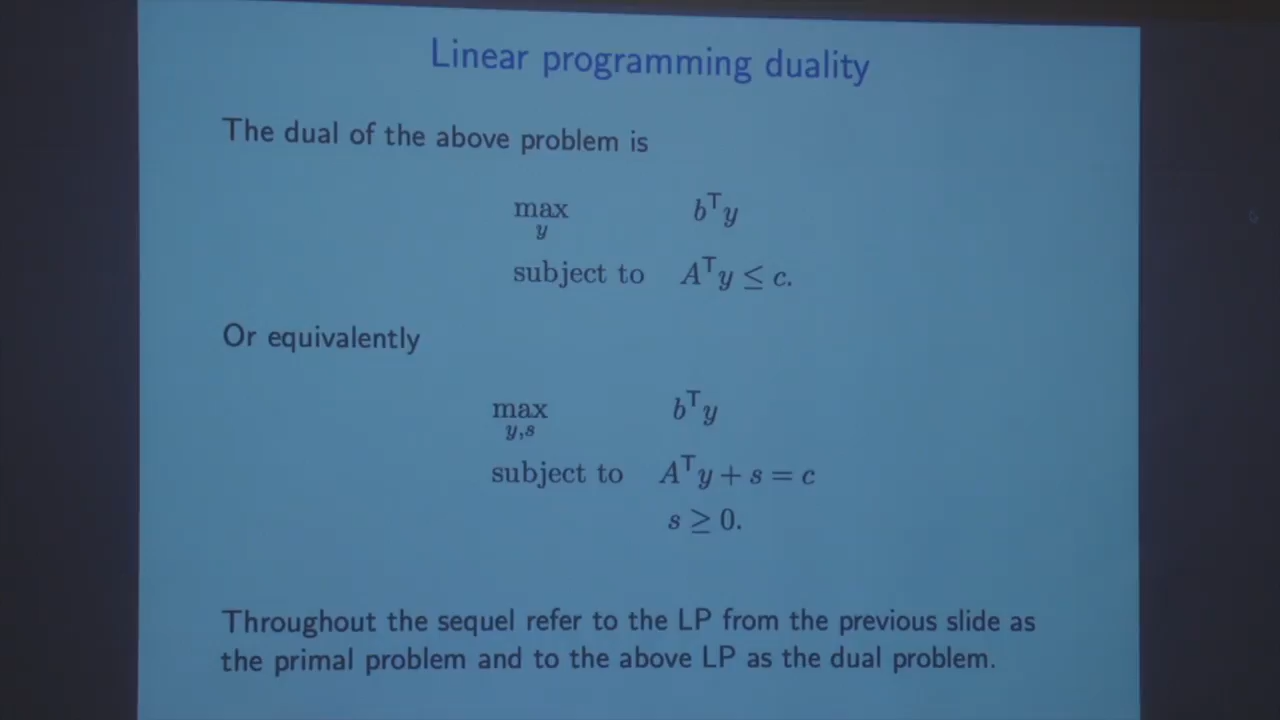 Linear programming duality
The dual of the above problem is
max b^T y
y
subject to A^T y ≤ c.
Or equivalently
max b^T y
y,s
subject to A^T y + s = c
s ≥ 0.
Throughout the sequel refer to the LP from the previous slide as
the primal problem and to the above LP as the dual problem.